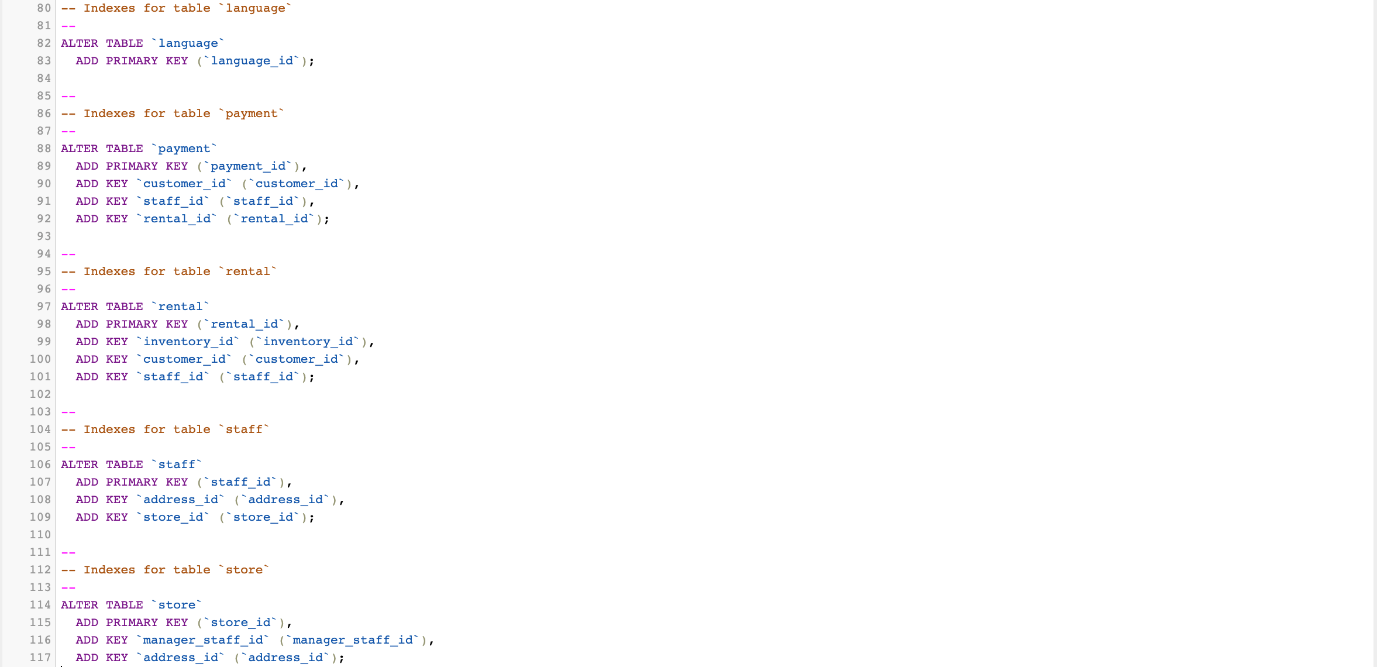 80 -- Indexes for table `language`
81 --
82 ALTER TABLE `language`
83   ADD PRIMARY KEY (`language_id`);
84
85 --
86 -- Indexes for table `payment`
87 --
88 ALTER TABLE `payment`
89   ADD PRIMARY KEY (`payment_id`),
90   ADD KEY `customer_id` (`customer_id`),
91   ADD KEY `staff_id` (`staff_id`),
92   ADD KEY `rental_id` (`rental_id`);
93
94 --
95 -- Indexes for table `rental`
96 --
97 ALTER TABLE `rental`
98   ADD PRIMARY KEY (`rental_id`),
99   ADD KEY `inventory_id` (`inventory_id`),
100   ADD KEY `customer_id` (`customer_id`),
101   ADD KEY `staff_id` (`staff_id`);
102
103 --
104 -- Indexes for table `staff`
105 --
106 ALTER TABLE `staff`
107   ADD PRIMARY KEY (`staff_id`),
108   ADD KEY `address_id` (`address_id`),
109   ADD KEY `store_id` (`store_id`);
110
111 --
112 -- Indexes for table `store`
113 --
114 ALTER TABLE `store`
115   ADD PRIMARY KEY (`store_id`),
116   ADD KEY `manager_staff_id` (`manager_staff_id`),
117   ADD KEY `address_id` (`address_id`);